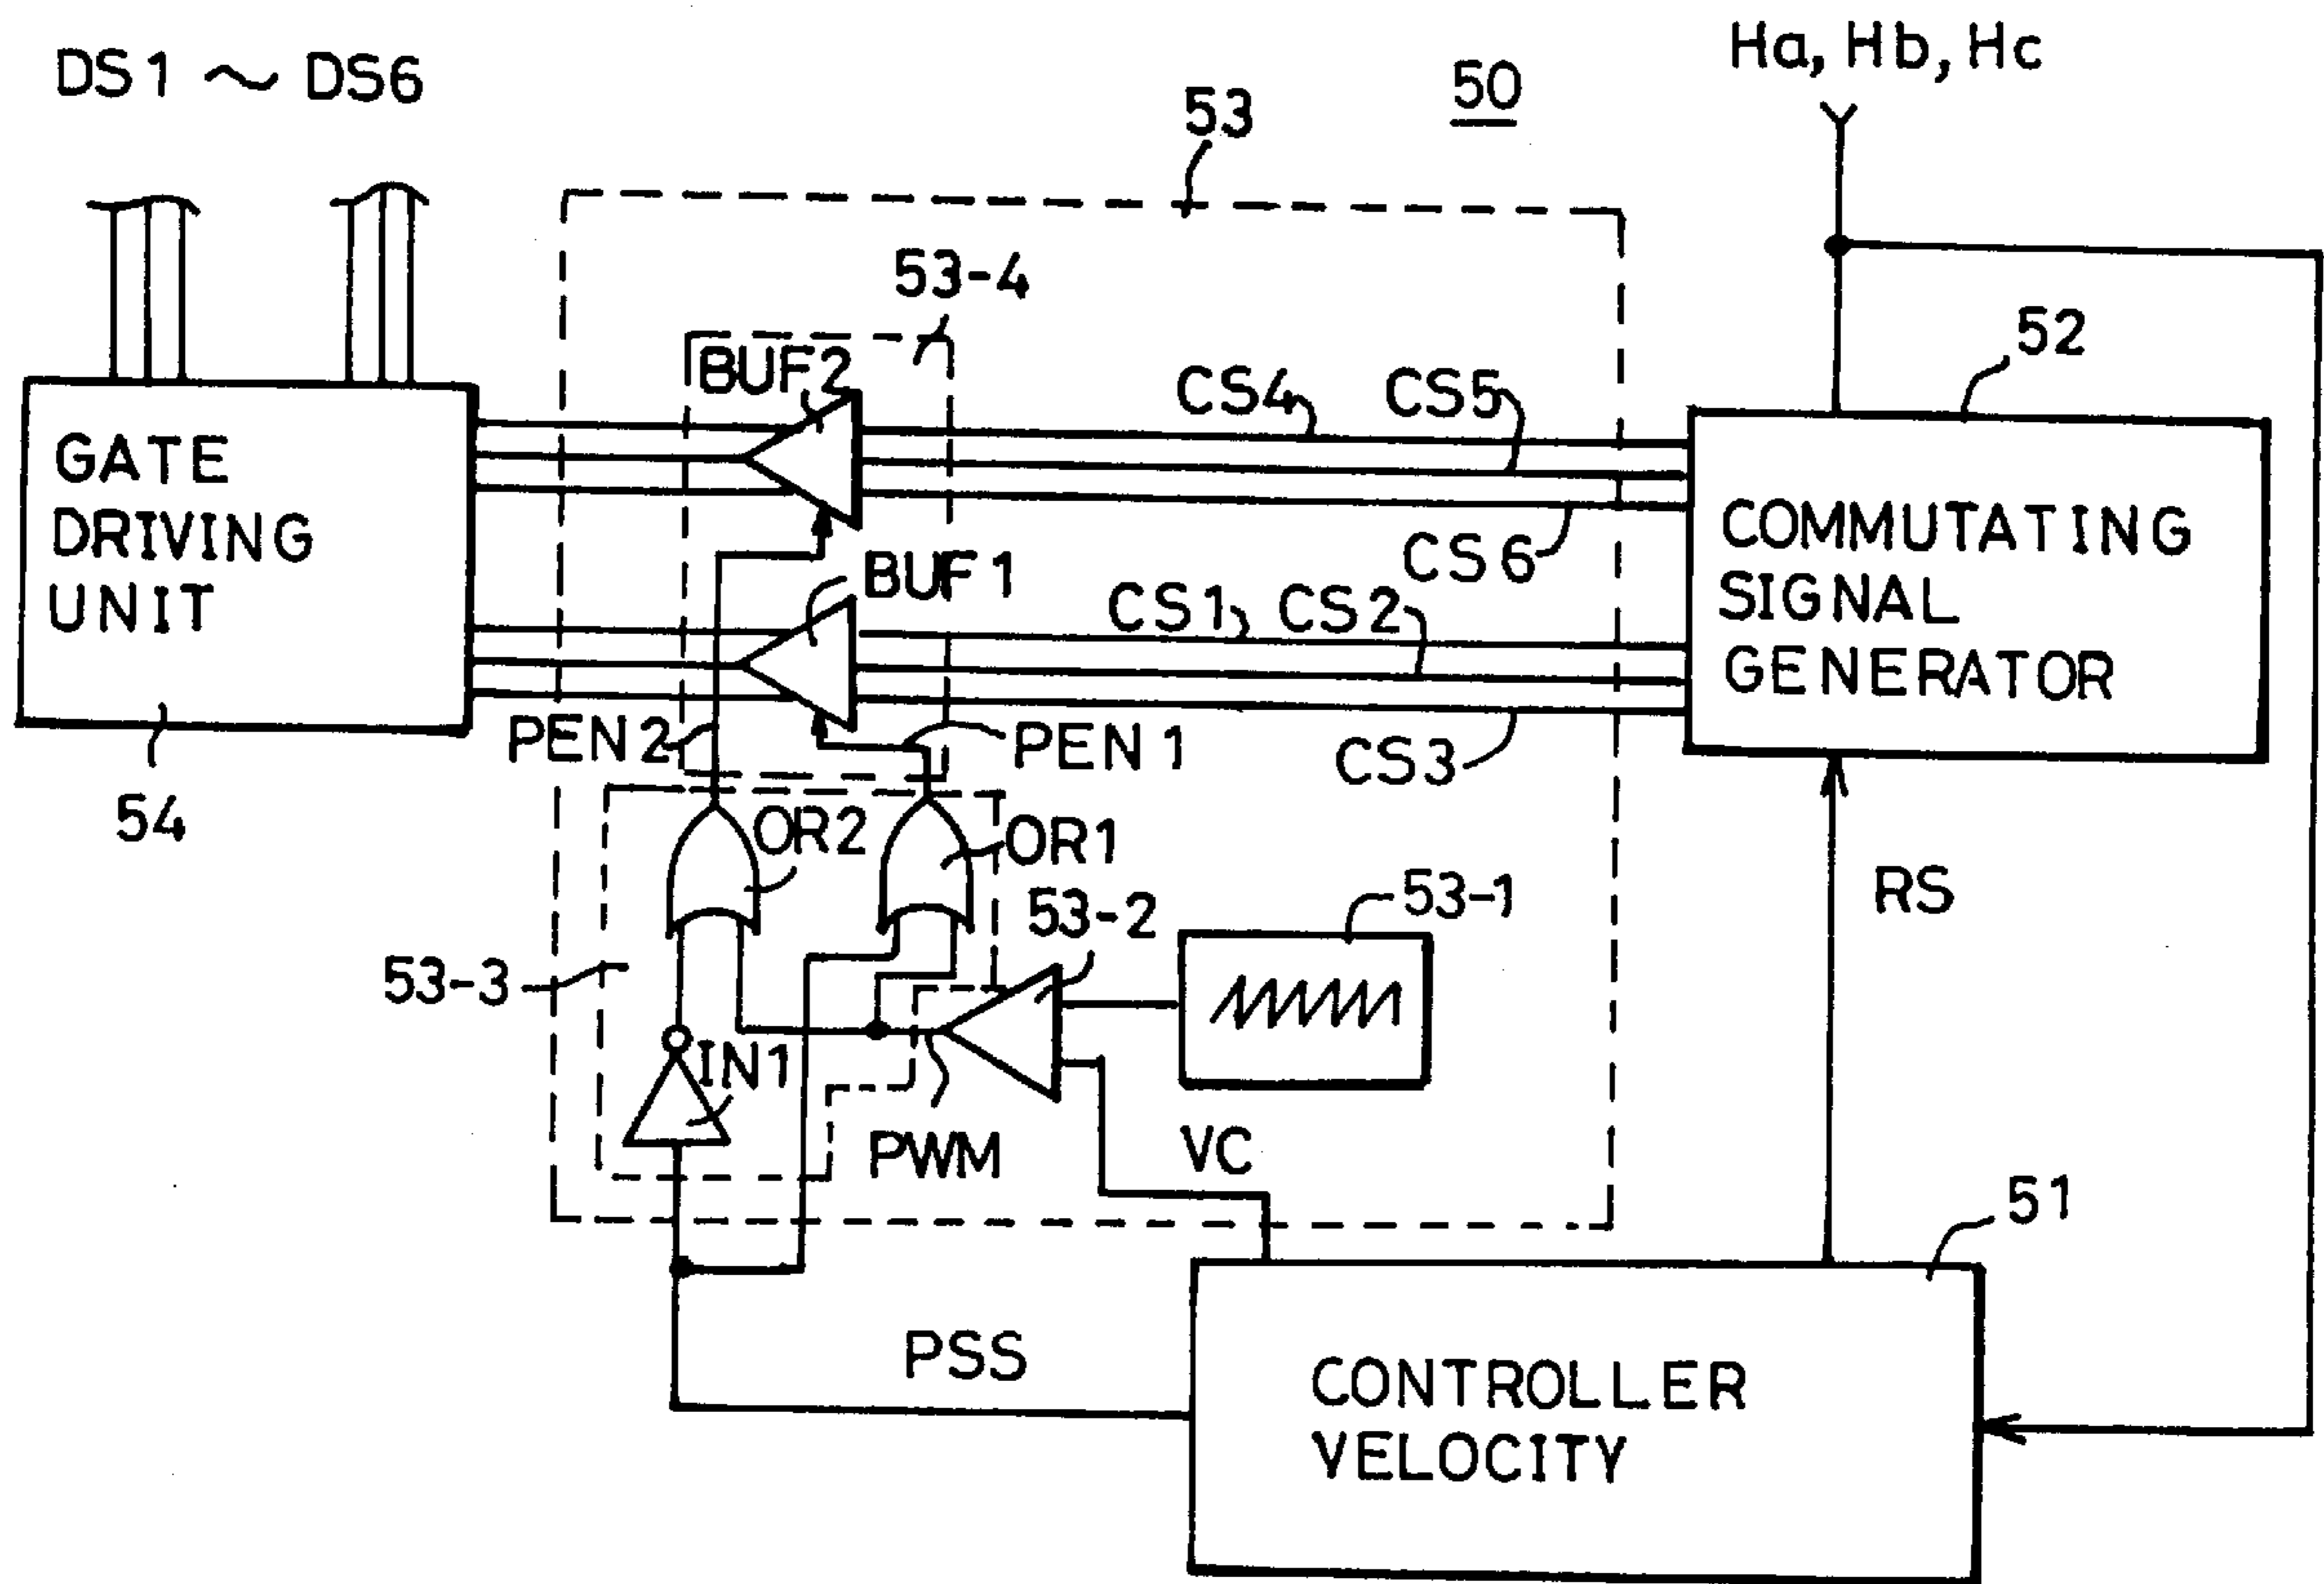 DS1 ~ DS6
53
50
Ha, Hb, Hc
53-4
52
BUF2
CS4
CS5
GATE
DRIVING
UNIT
CS6
COMMUTATING
SIGNAL
GENERATOR
BUF1
CS1
CS2
PEN2
PEN1
CS3
54
OR2
OR1
53-2
53-1
RS
53-3
IN1
PWM
VC
51
PSS
CONTROLLER
VELOCITY